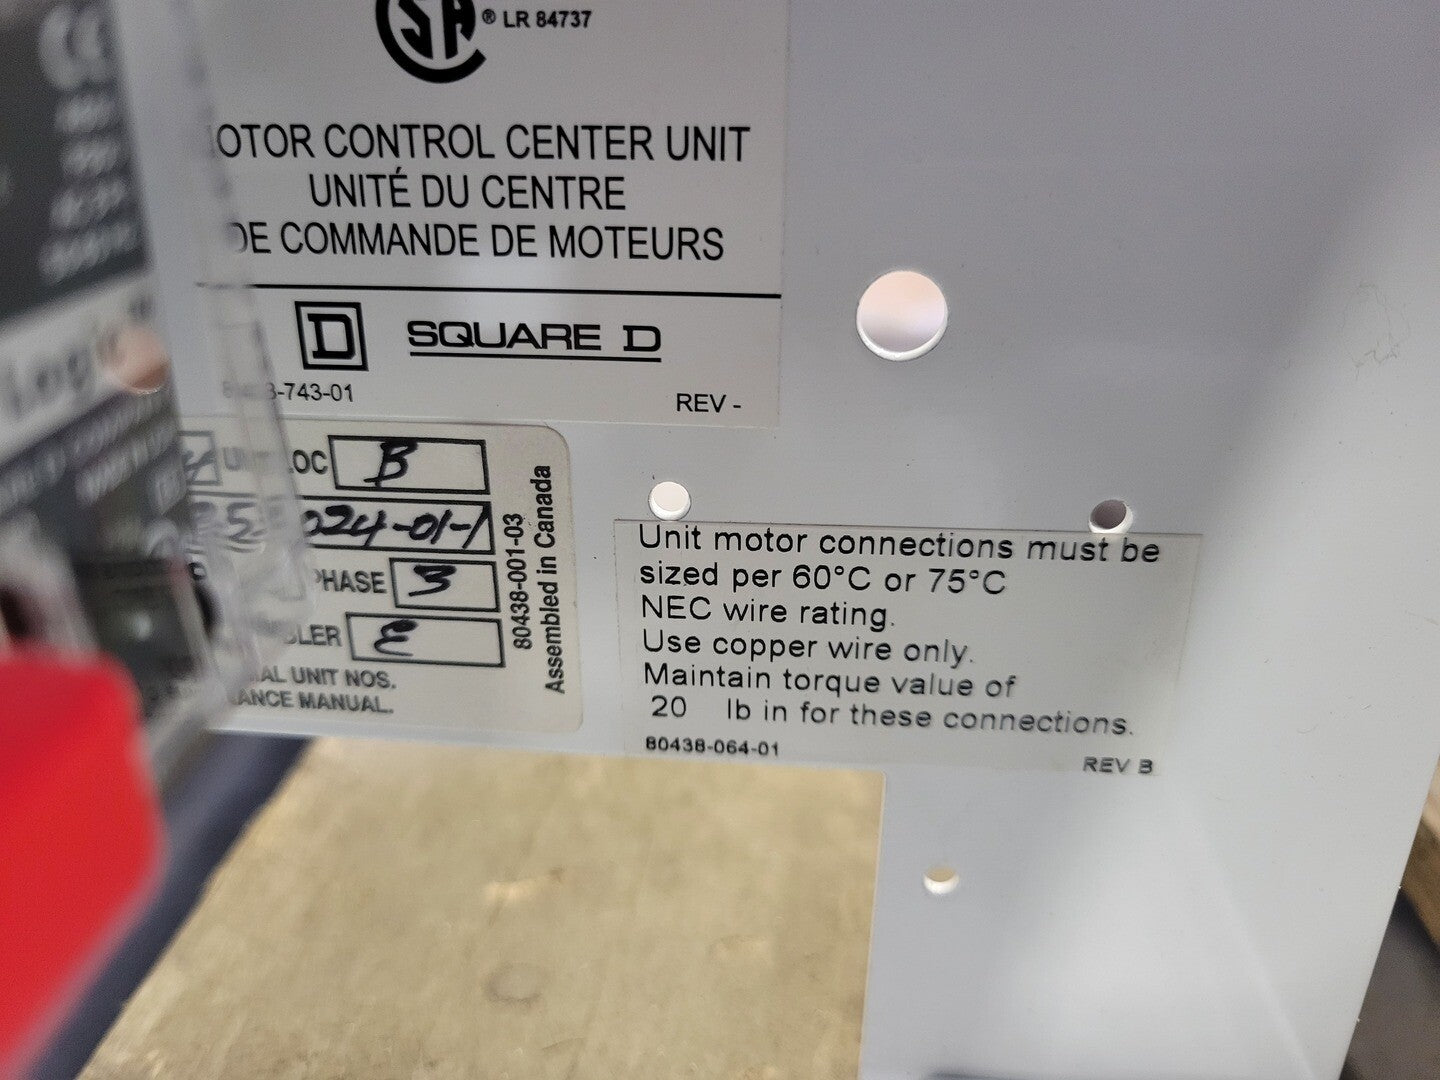 SA ® LR 84737
OTOR CONTROL CENTER UNIT
UNITÉ DU CENTRE
DE COMMANDE DE MOTEURS
D SQUARE D
3-743-01
REV -
LOC B
024-01-1
PHASE 3
LER E
AL UNIT NOS.
ANCE MANUAL.
80438-001-03
Assembled in Canada
Unit motor connections must be
sized per 60°C or 75°C
NEC wire rating.
Use copper wire only.
Maintain torque value of
20 lb in for these connections.
80438-064-01
REV B